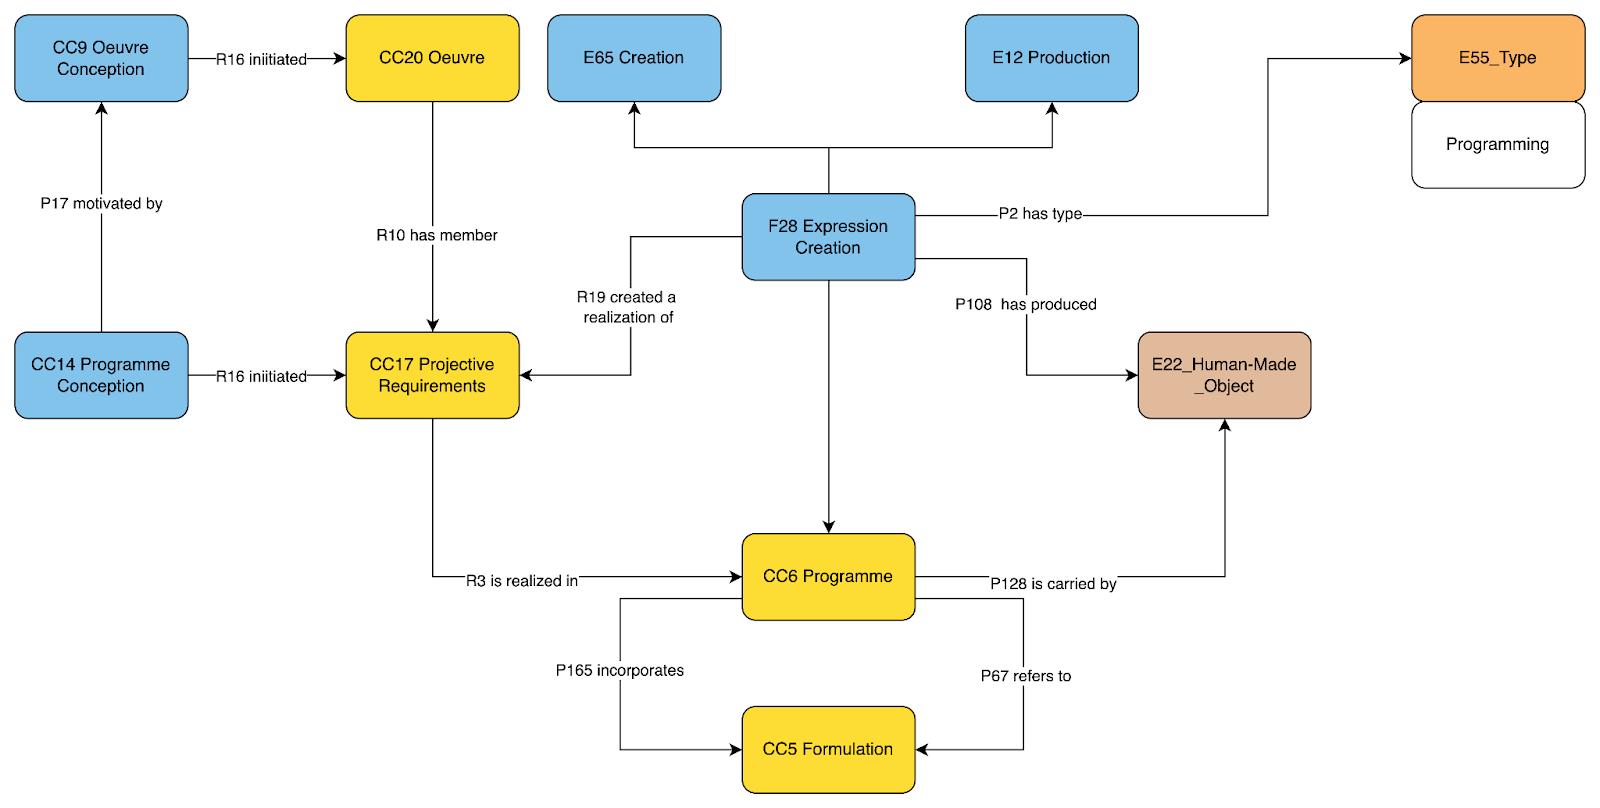 CC9 Oeuvre
Conception
R16 iniitiated
CC20 Oeuvre
E65 Creation
E12 Production
E55_Type
Programming
P17 motivated by
R10 has member
F28 Expression
Creation
P2 has type
R19 created a
realization of
P108  has produced
CC14 Programme
Conception
R16 iniitiated
CC17 Projective
Requirements
E22_Human-Made
_Object
R3 is realized in
CC6 Programme
P128 is carried by
P165 incorporates
P67 refers to
CC5 Formulation